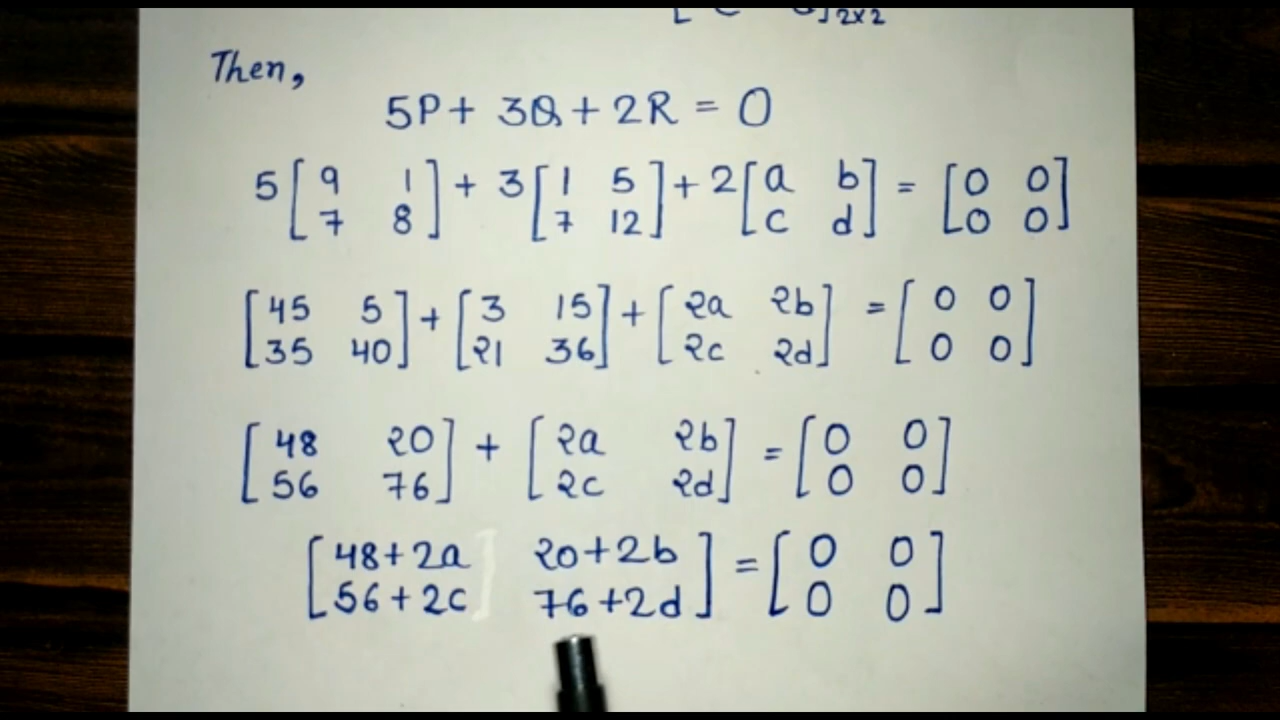 2×2
Then,
5P + 3Q + 2R = 0
5 [ 9 1 ] + 3 [ 1 5 ] + 2 [ a b ] = [ 0 0 ]
[ 7 8 ] [ 7 12 ] [ c d ] [ 0 0 ]
[ 45 5 ] + [ 3 15 ] + [ 2a 2b ] = [ 0 0 ]
[ 35 40 ] [ 21 36 ] [ 2c 2d ] [ 0 0 ]
[ 48 20 ] + [ 2a 2b ] = [ 0 0 ]
[ 56 76 ] [ 2c 2d ] [ 0 0 ]
[ 48+2a 20+2b ] = [ 0 0 ]
[ 56+2c 76+2d ] [ 0 0 ]